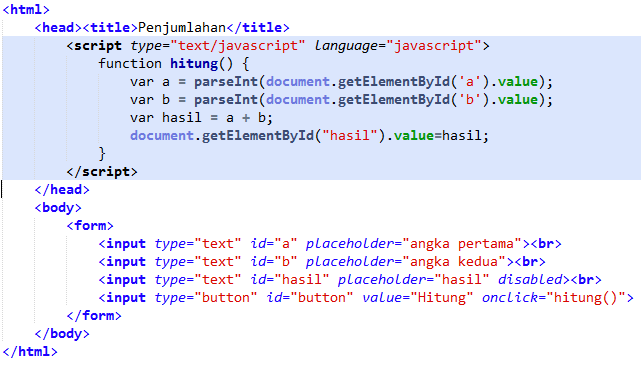 <html>
<head><title>Penjumlahan</title>
<script type="text/javascript" language="javascript">
function hitung() {
var a = parseInt(document.getElementById('a').value);
var b = parseInt(document.getElementById('b').value);
var hasil = a + b;
document.getElementById("hasil").value=hasil;
}
</script>
</head>
<body>
<form>
<input type="text" id="a" placeholder="angka pertama"><br>
<input type="text" id="b" placeholder="angka kedua"><br>
<input type="text" id="hasil" placeholder="hasil" disabled><br>
<input type="button" id="button" value="Hitung" onclick="hitung()">
</form>
</body>
</html>